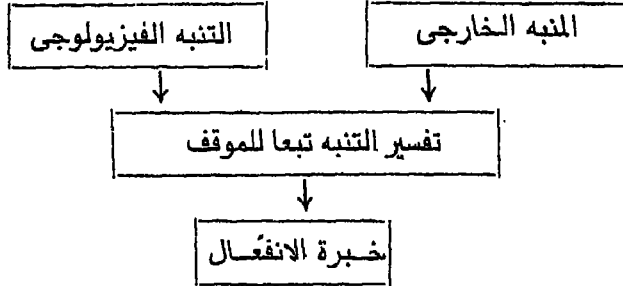 المنبه الخارجى
التنبه الفيزيولوجى
تفسير التنبه تبعا للموقف
خبرة الانفعال